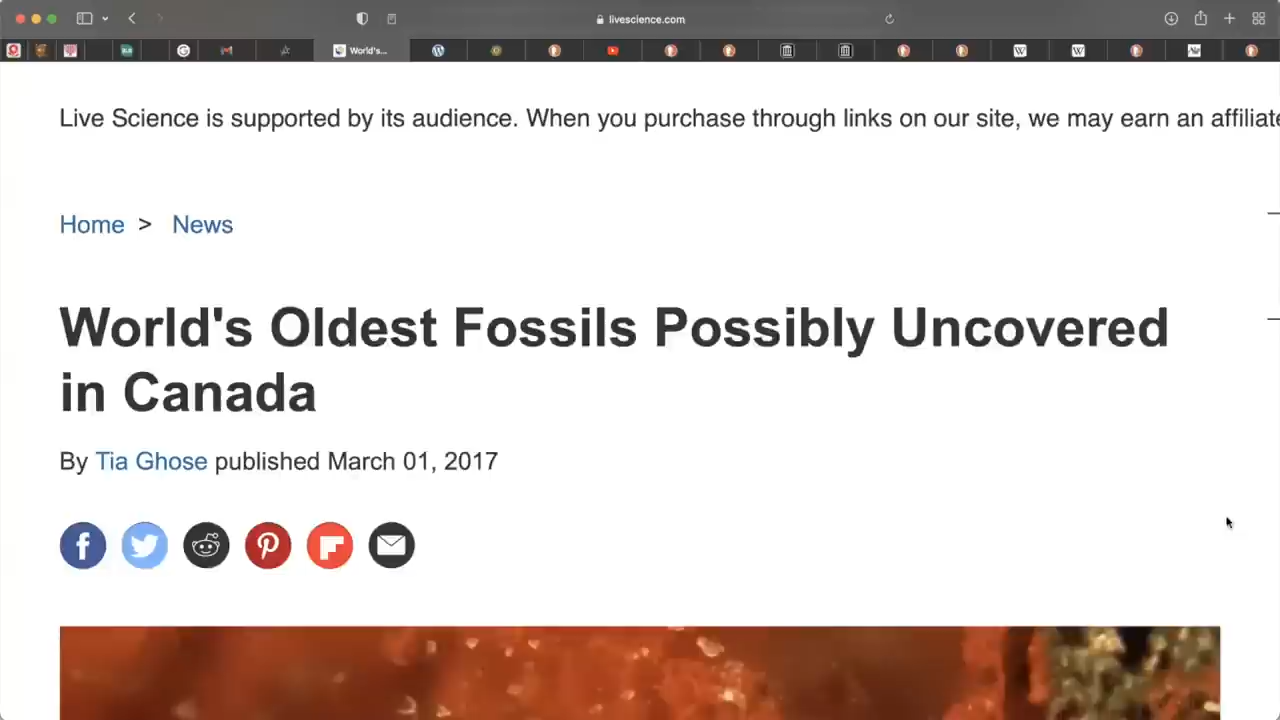 livescience.com
World's...
Live Science is supported by its audience. When you purchase through links on our site, we may earn an affiliate
Home > News
World's Oldest Fossils Possibly Uncovered
in Canada
By Tia Ghose published March 01, 2017